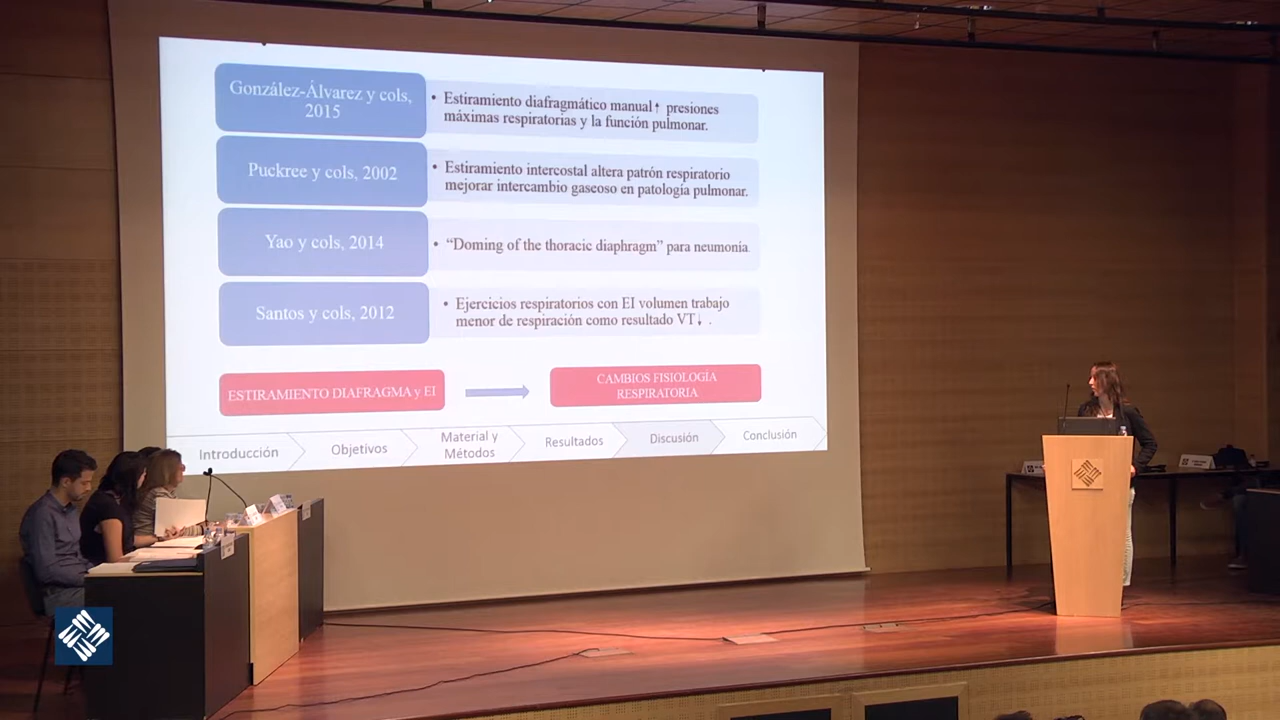 González-Álvarez y cols,
2015
• Estiramiento diafragmático manual↑ presiones
máximas respiratorias y la función pulmonar.
Puckree y cols, 2002
• Estiramiento intercostal altera patrón respiratorio
mejorar intercambio gaseoso en patología pulmonar.
Yao y cols, 2014
• “Doming of the thoracic diaphragm” para neumonía.
Santos y cols, 2012
• Ejercicios respiratorios con EI volumen trabajo
menor de respiración como resultado VT↓ .
ESTIRAMIENTO DIAFRAGMA y EI
CAMBIOS FISIOLOGÍA
RESPIRATORIA
Introducción
Objetivos
Material y
Métodos
Resultados
Discusión
Conclusión